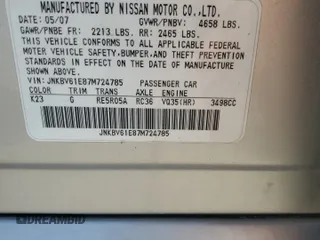 MANUFACTURED BY NISSAN MOTOR CO.,LTD.
DATE: 05/07 GVWR/PNBV: 4658 LBS.
GAWR/PNBE FR: 2213 LBS. RR: 2465 LBS.
THIS VEHICLE CONFORMS TO ALL APPLICABLE FEDERAL
MOTOR VEHICLE SAFETY,BUMPER,AND THEFT PREVENTION
STANDARDS IN EFFECT ON THE DATE OF MANUFACTURE
SHOWN ABOVE.
VIN: JNKBV61E87M724785 PASSENGER CAR
COLOR TRIM TRANS AXLE ENGINE
K23 G RE5R05A RC36 VQ35(HR) 3498CC
JNKBV61E87M724785
DREAMBID